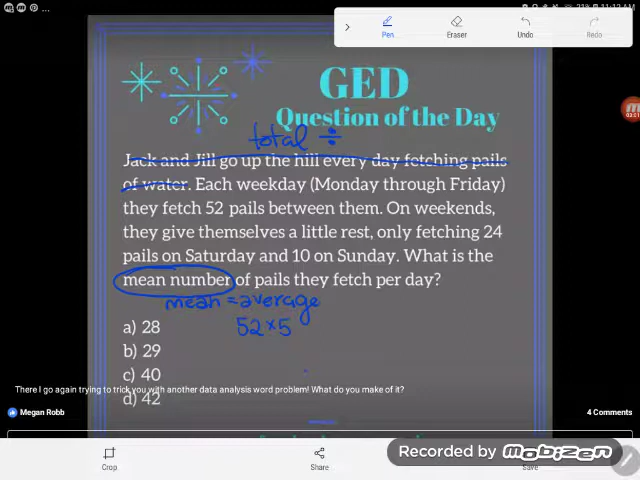 21% 11:12 AM
Pen
Eraser
Undo
Redo
GED
Question of the Day
total ÷
Jack and Jill go up the hill every day fetching pails
of water. Each weekday (Monday through Friday)
they fetch 52 pails between them. On weekends,
they give themselves a little rest, only fetching 24
pails on Saturday and 10 on Sunday. What is the
mean number of pails they fetch per day?
mean = average
52 × 5
a) 28
b) 29
c) 40
There I go again trying to trick you with another data analysis word problem! What do you make of it?
d) 42
Megan Robb
4 Comments
Recorded by Mobizen
Crop
Share
Save